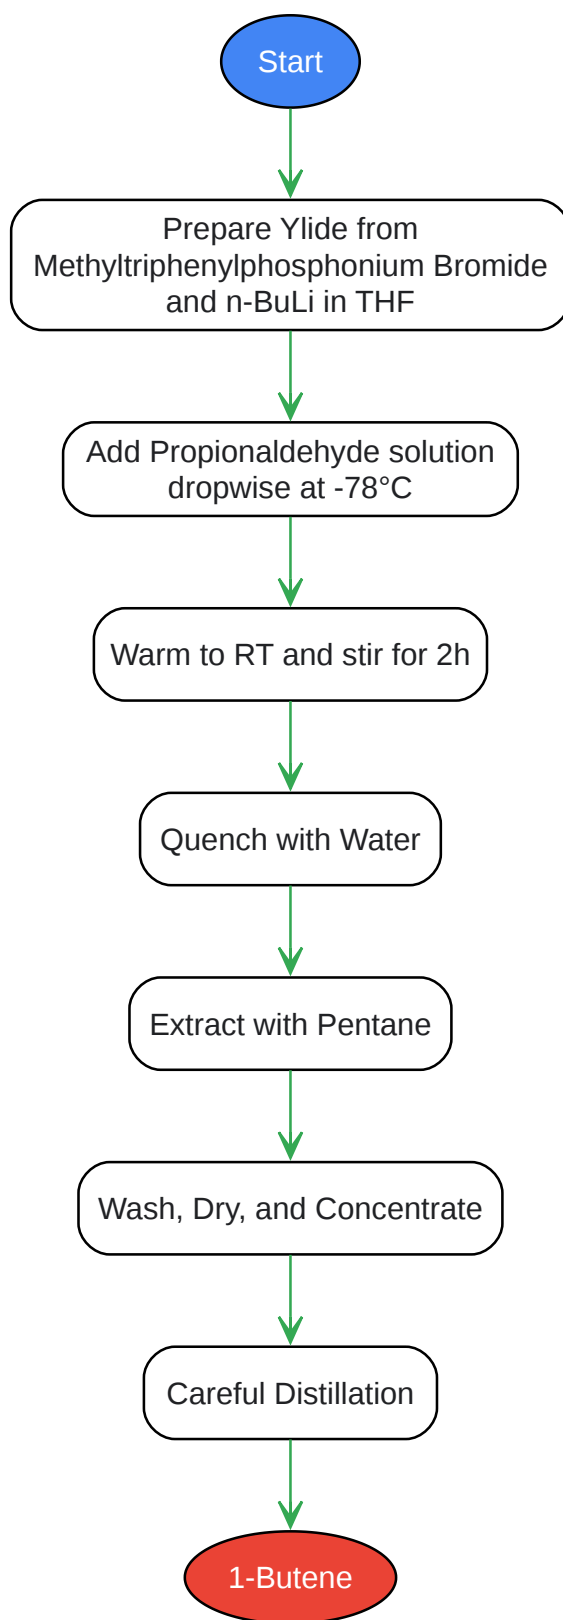 Start
Prepare Ylide from
Methyltriphenylphosphonium Bromide
and n-BuLi in THF
Add Propionaldehyde solution
dropwise at -78°C
Warm to RT and stir for 2h
Quench with Water
Extract with Pentane
Wash, Dry, and Concentrate
Careful Distillation
1-Butene